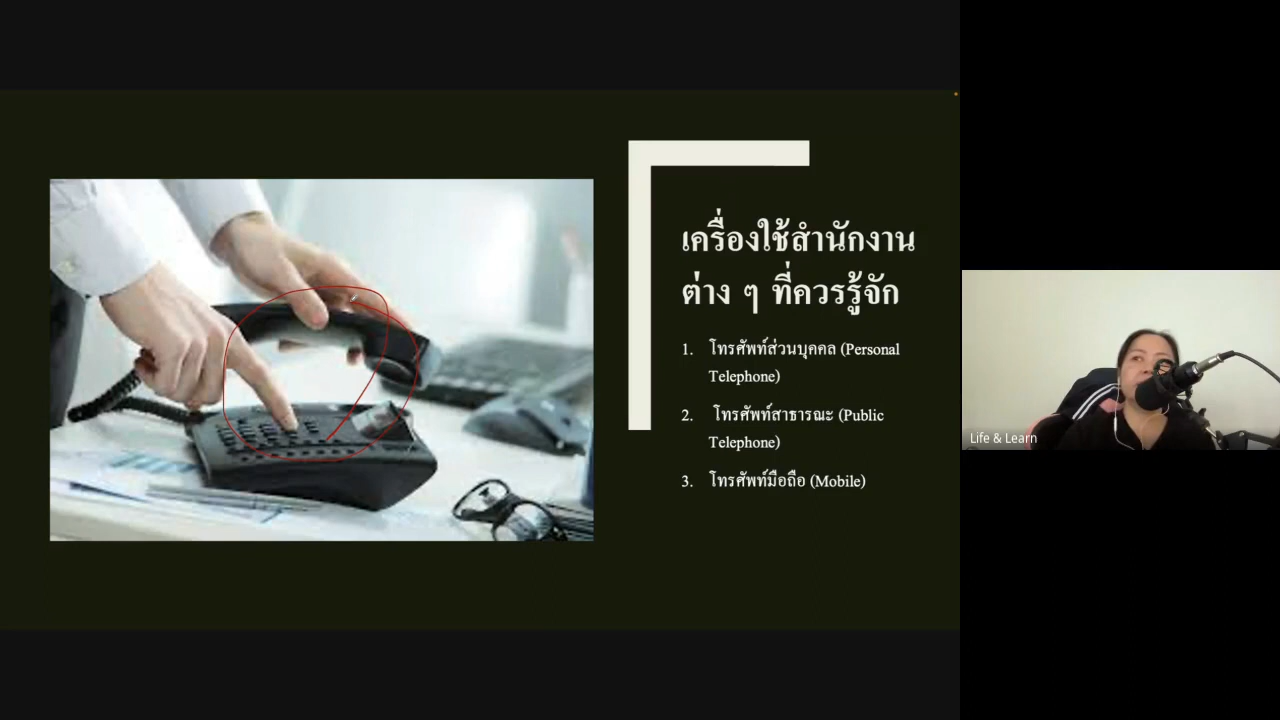 เครื่องใช้สำนักงาน
ต่าง ๆ ที่ควรรู้จัก
1. โทรศัพท์ส่วนบุคคล (Personal
Telephone)
2. โทรศัพท์สาธารณะ (Public
Telephone)
3. โทรศัพท์มือถือ (Mobile)
Life & Learn